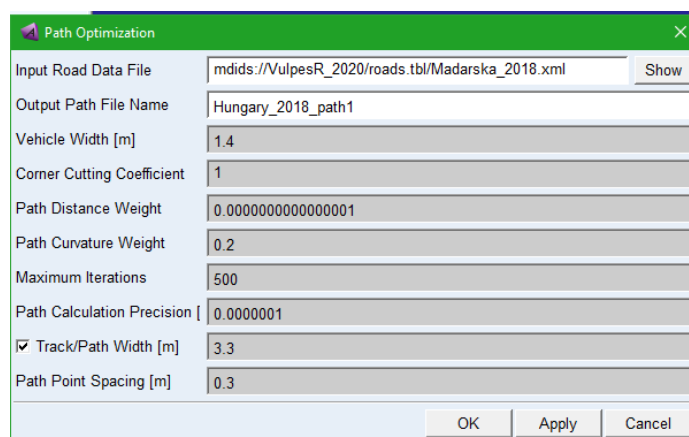 Path Optimization
Input Road Data File mdids://VulpesR_2020/roads.tbl/Madarska_2018.xml Show
Output Path File Name Hungary_2018_path1
Vehicle Width [m] 1.4
Corner Cutting Coefficient 1
Path Distance Weight 0.0000000000000001
Path Curvature Weight 0.2
Maximum Iterations 500
Path Calculation Precision [ 0.0000001
Track/Path Width [m] 3.3
Path Point Spacing [m] 0.3
OK Apply Cancel